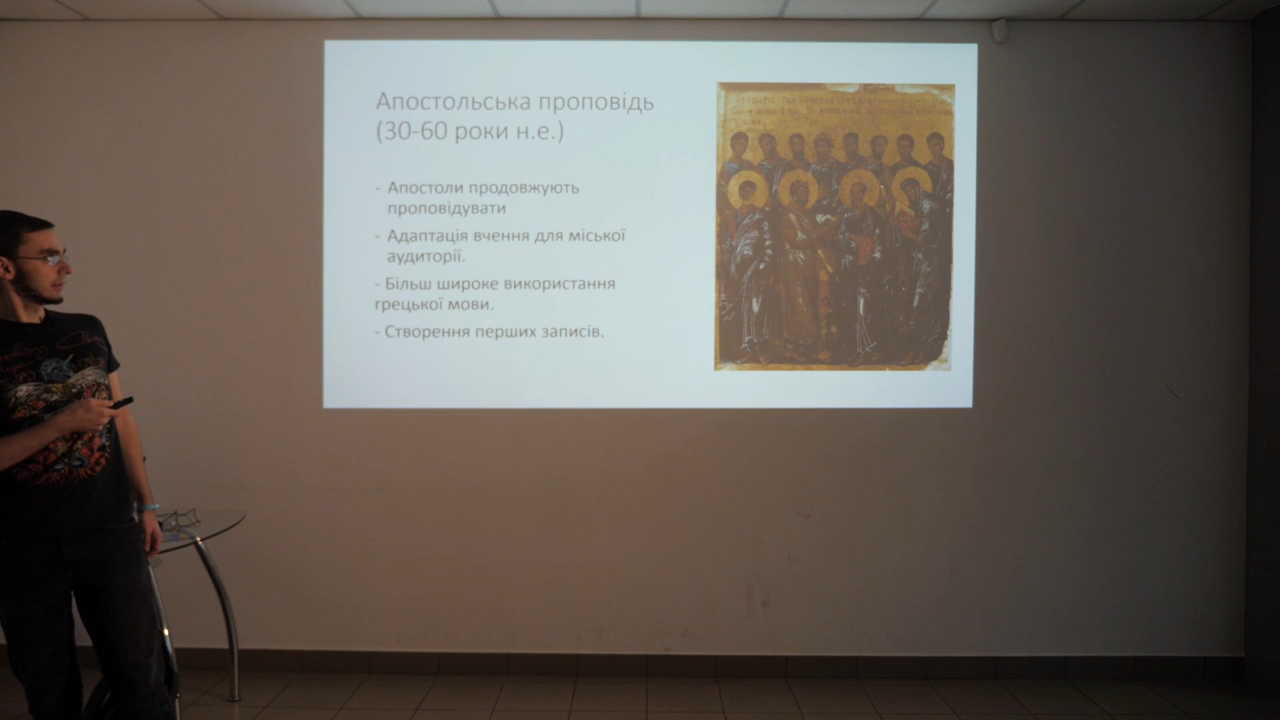 Апостольська проповідь
(30-60 роки н.е.)
- Апостоли продовжують
проповідувати
- Адаптація вчення для міської
аудиторії.
- Більш широке використання
грецької мови.
- Створення перших записів.